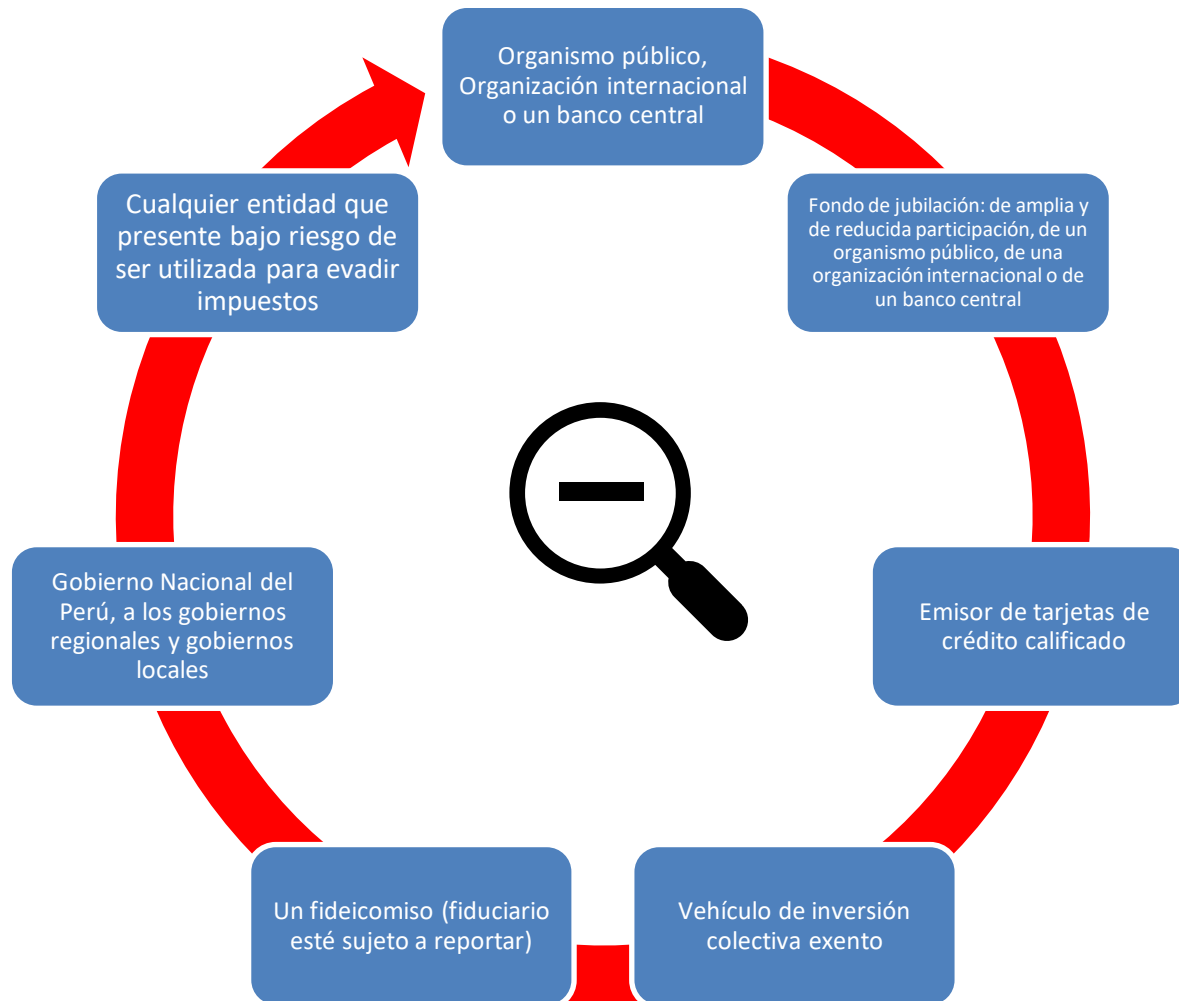 Organismo público,
Organización internacional
o un banco central
Fondo de jubilación: de amplia y
de reducida participación, de un
organismo público, de una
organización internacional o de
un banco central
Emisor de tarjetas de
crédito calificado
Vehículo de inversión
colectiva exento
Un fideicomiso (fiduciario
esté sujeto a reportar)
Gobierno Nacional del
Perú, a los gobiernos
regionales y gobiernos
locales
Cualquier entidad que
presente bajo riesgo de
ser utilizada para evadir
impuestos